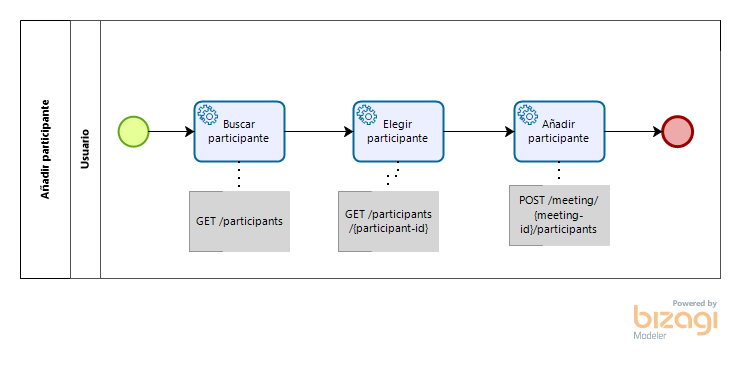 Añadir participante
Usuario
Buscar
participante
Elegir
participante
Añadir
participante
GET /participants
GET /participants
/{participant-id}
POST /meeting/
{meeting-
id}/participants
Powered by
bizagi
Modeler